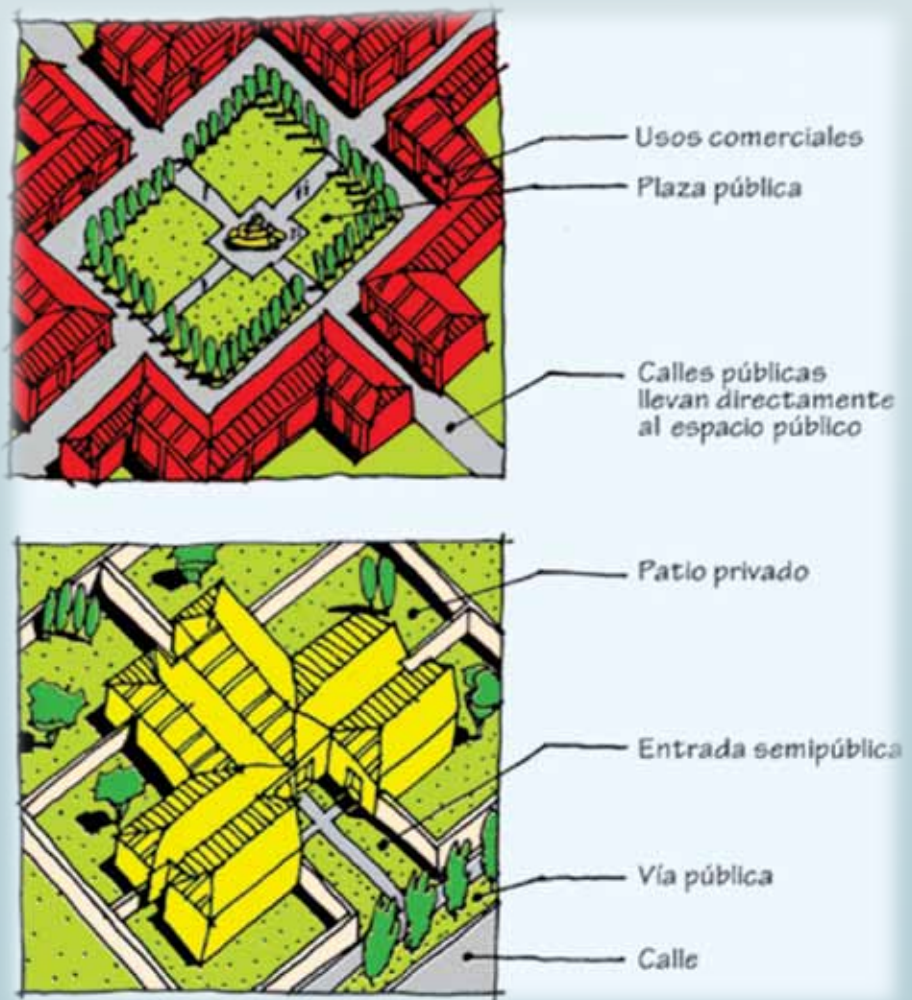 Usos comerciales
Plaza pública
Calles públicas
llevan directamente
al espacio público
Patio privado
Entrada semipública
Vía pública
Calle